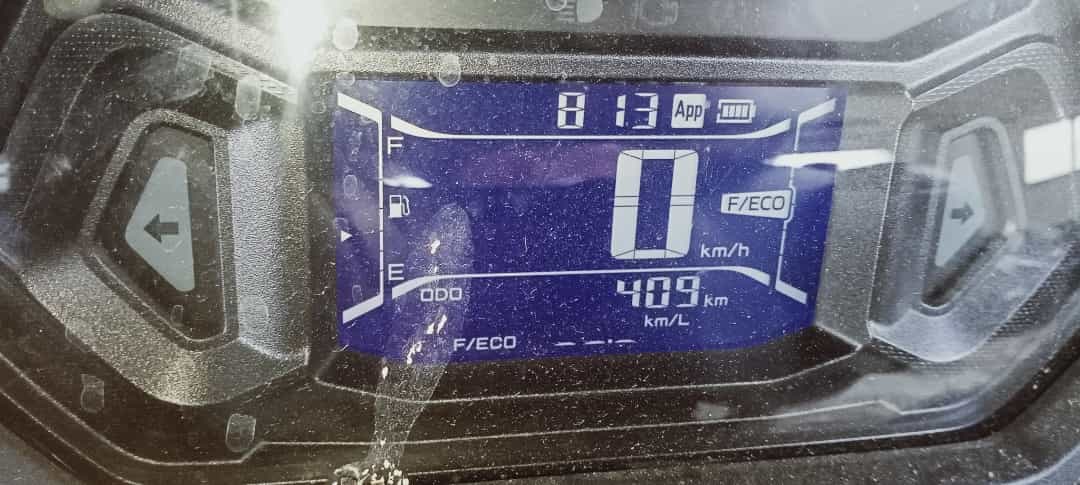 8 13 App
F
F/ECO
0 km/h
E
ODO 409 km
km/L
F/ECO --.-